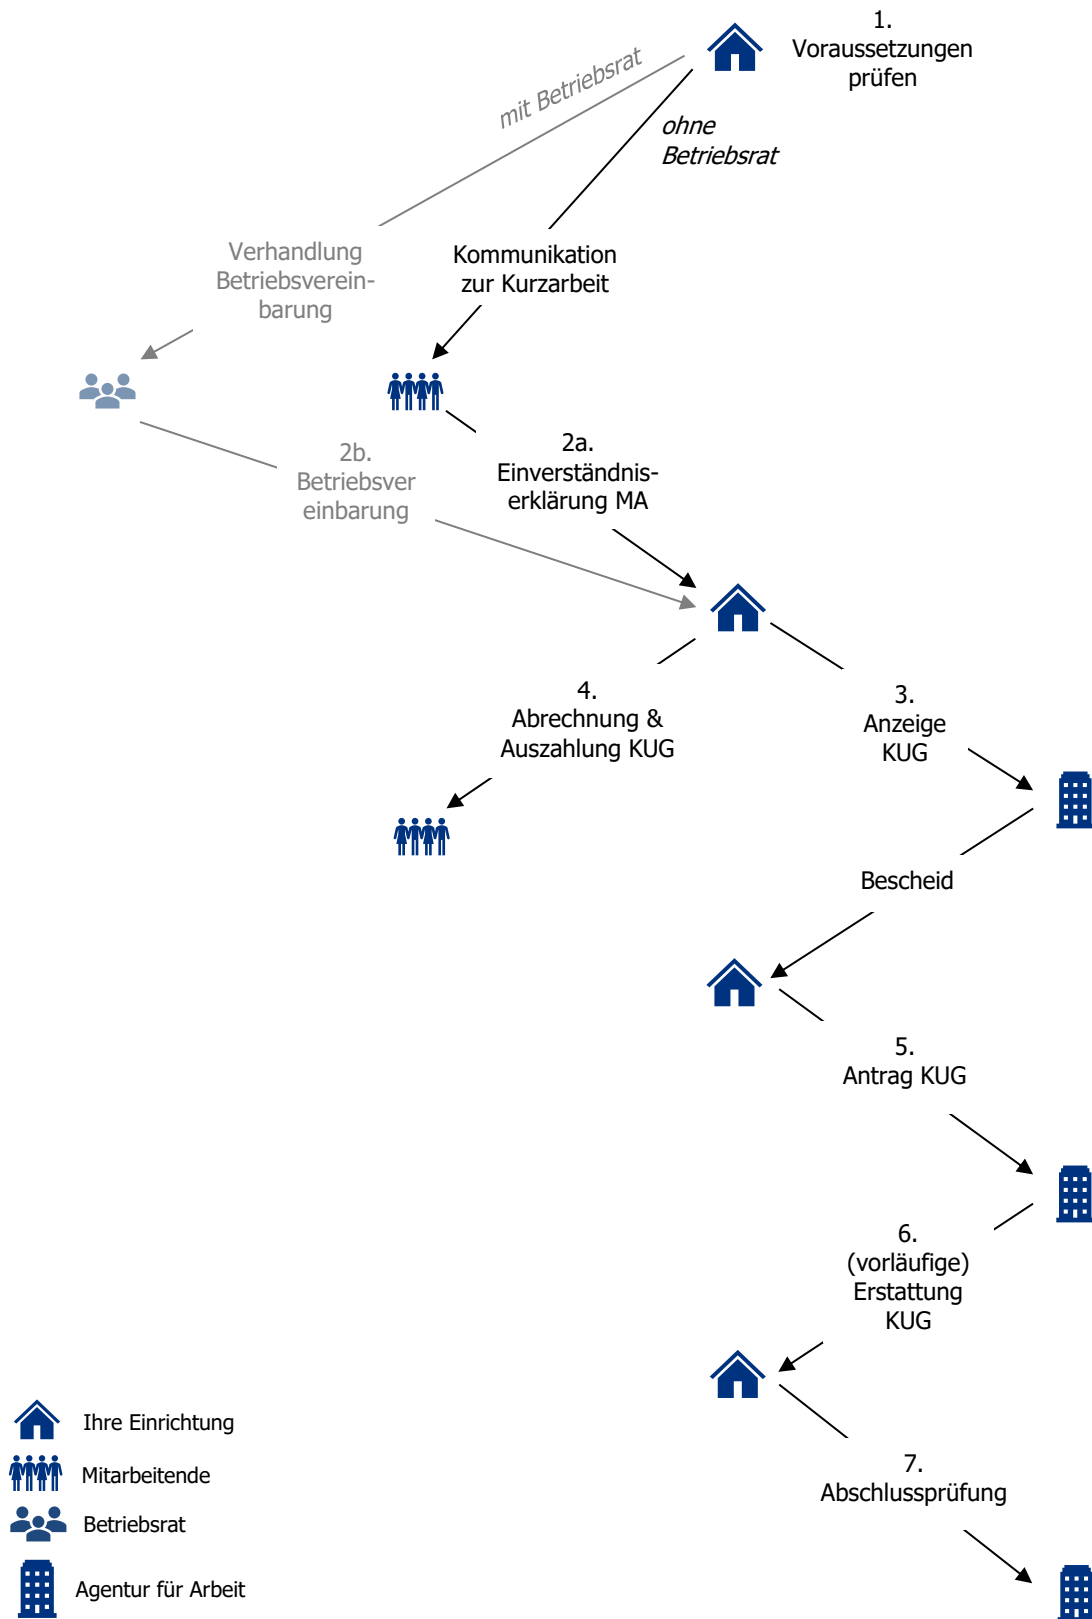 1.
Voraussetzungen
prüfen
mit Betriebsrat
ohne
Betriebsrat
Verhandlung
Betriebsverein-
barung
Kommunikation
zur Kurzarbeit
2b.
Betriebsver
einbarung
2a.
Einverständnis-
erklärung MA
4.
Abrechnung &
Auszahlung KUG
3.
Anzeige
KUG
Bescheid
5.
Antrag KUG
6.
(vorläufige)
Erstattung
KUG
7.
Abschlussprüfung
Ihre Einrichtung
Mitarbeitende
Betriebsrat
Agentur für Arbeit